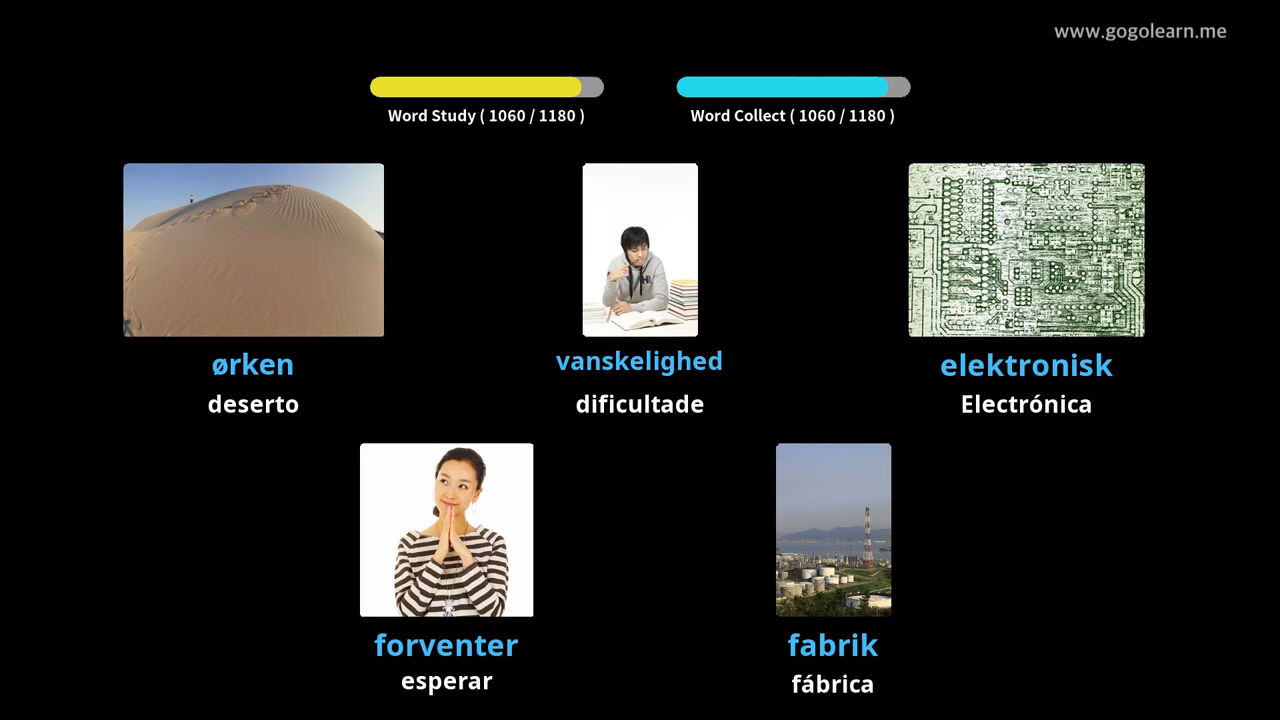 www.gogolearn.me
Word Study ( 1060 / 1180 )
Word Collect ( 1060 / 1180 )
ørken
deserto
vanskelighed
dificultade
elektronisk
Electrónica
forventer
esperar
fabrik
fábrica